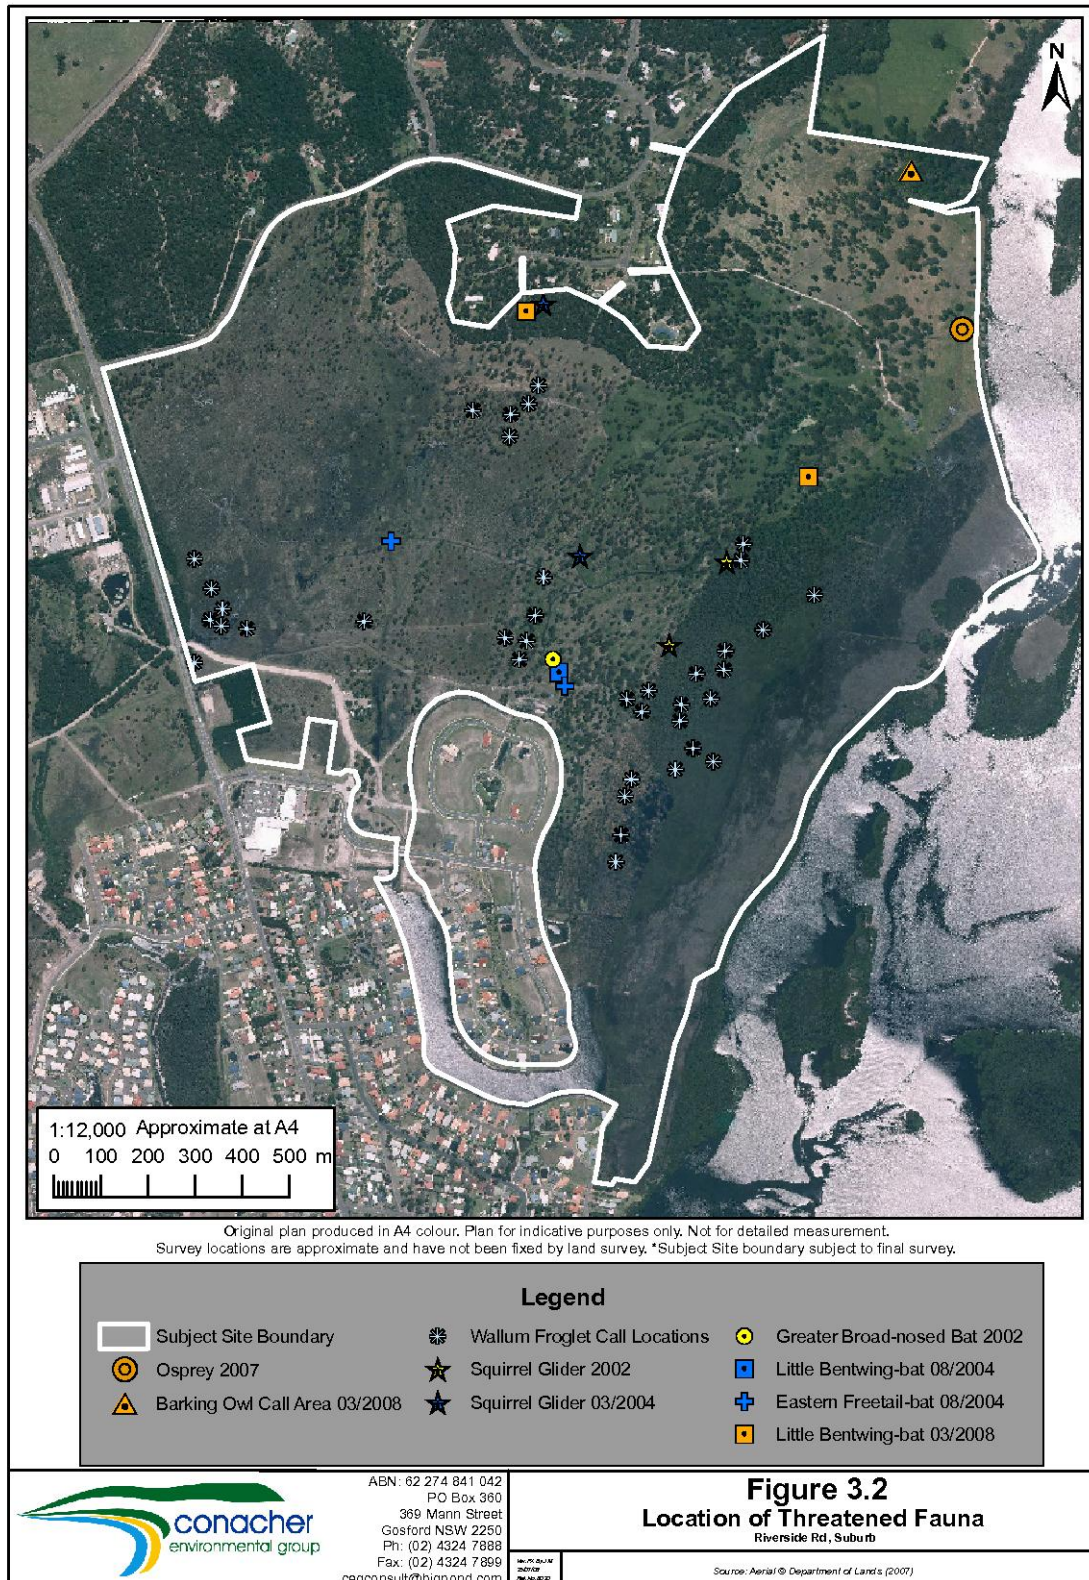 N
1:12,000 Approximate at A4
0 100 200 300 400 500 m
Original plan produced in A4 colour. Plan for indicative purposes only. Not for detailed measurement.
Survey locations are approximate and have not been fixed by land survey. *Subject Site boundary subject to final survey.
Legend
Subject Site Boundary
Osprey 2007
Barking Owl Call Area 03/2008
Wallum Froglet Call Locations
Squirrel Glider 2002
Squirrel Glider 03/2004
Greater Broad-nosed Bat 2002
Little Bentwing-bat 08/2004
Eastern Freetail-bat 08/2004
Little Bentwing-bat 03/2008
conacher
environmental group
ABN: 62 274 841 042
PO Box 360
369 Mann Street
Gosford NSW 2250
Ph: (02) 4324 7888
Fax: (02) 4324 7899
cegconsult@bigpond.com
Figure 3.2
Location of Threatened Fauna
Riverside Rd, Suburb
Source: Aerial © Department of Lands (2007)